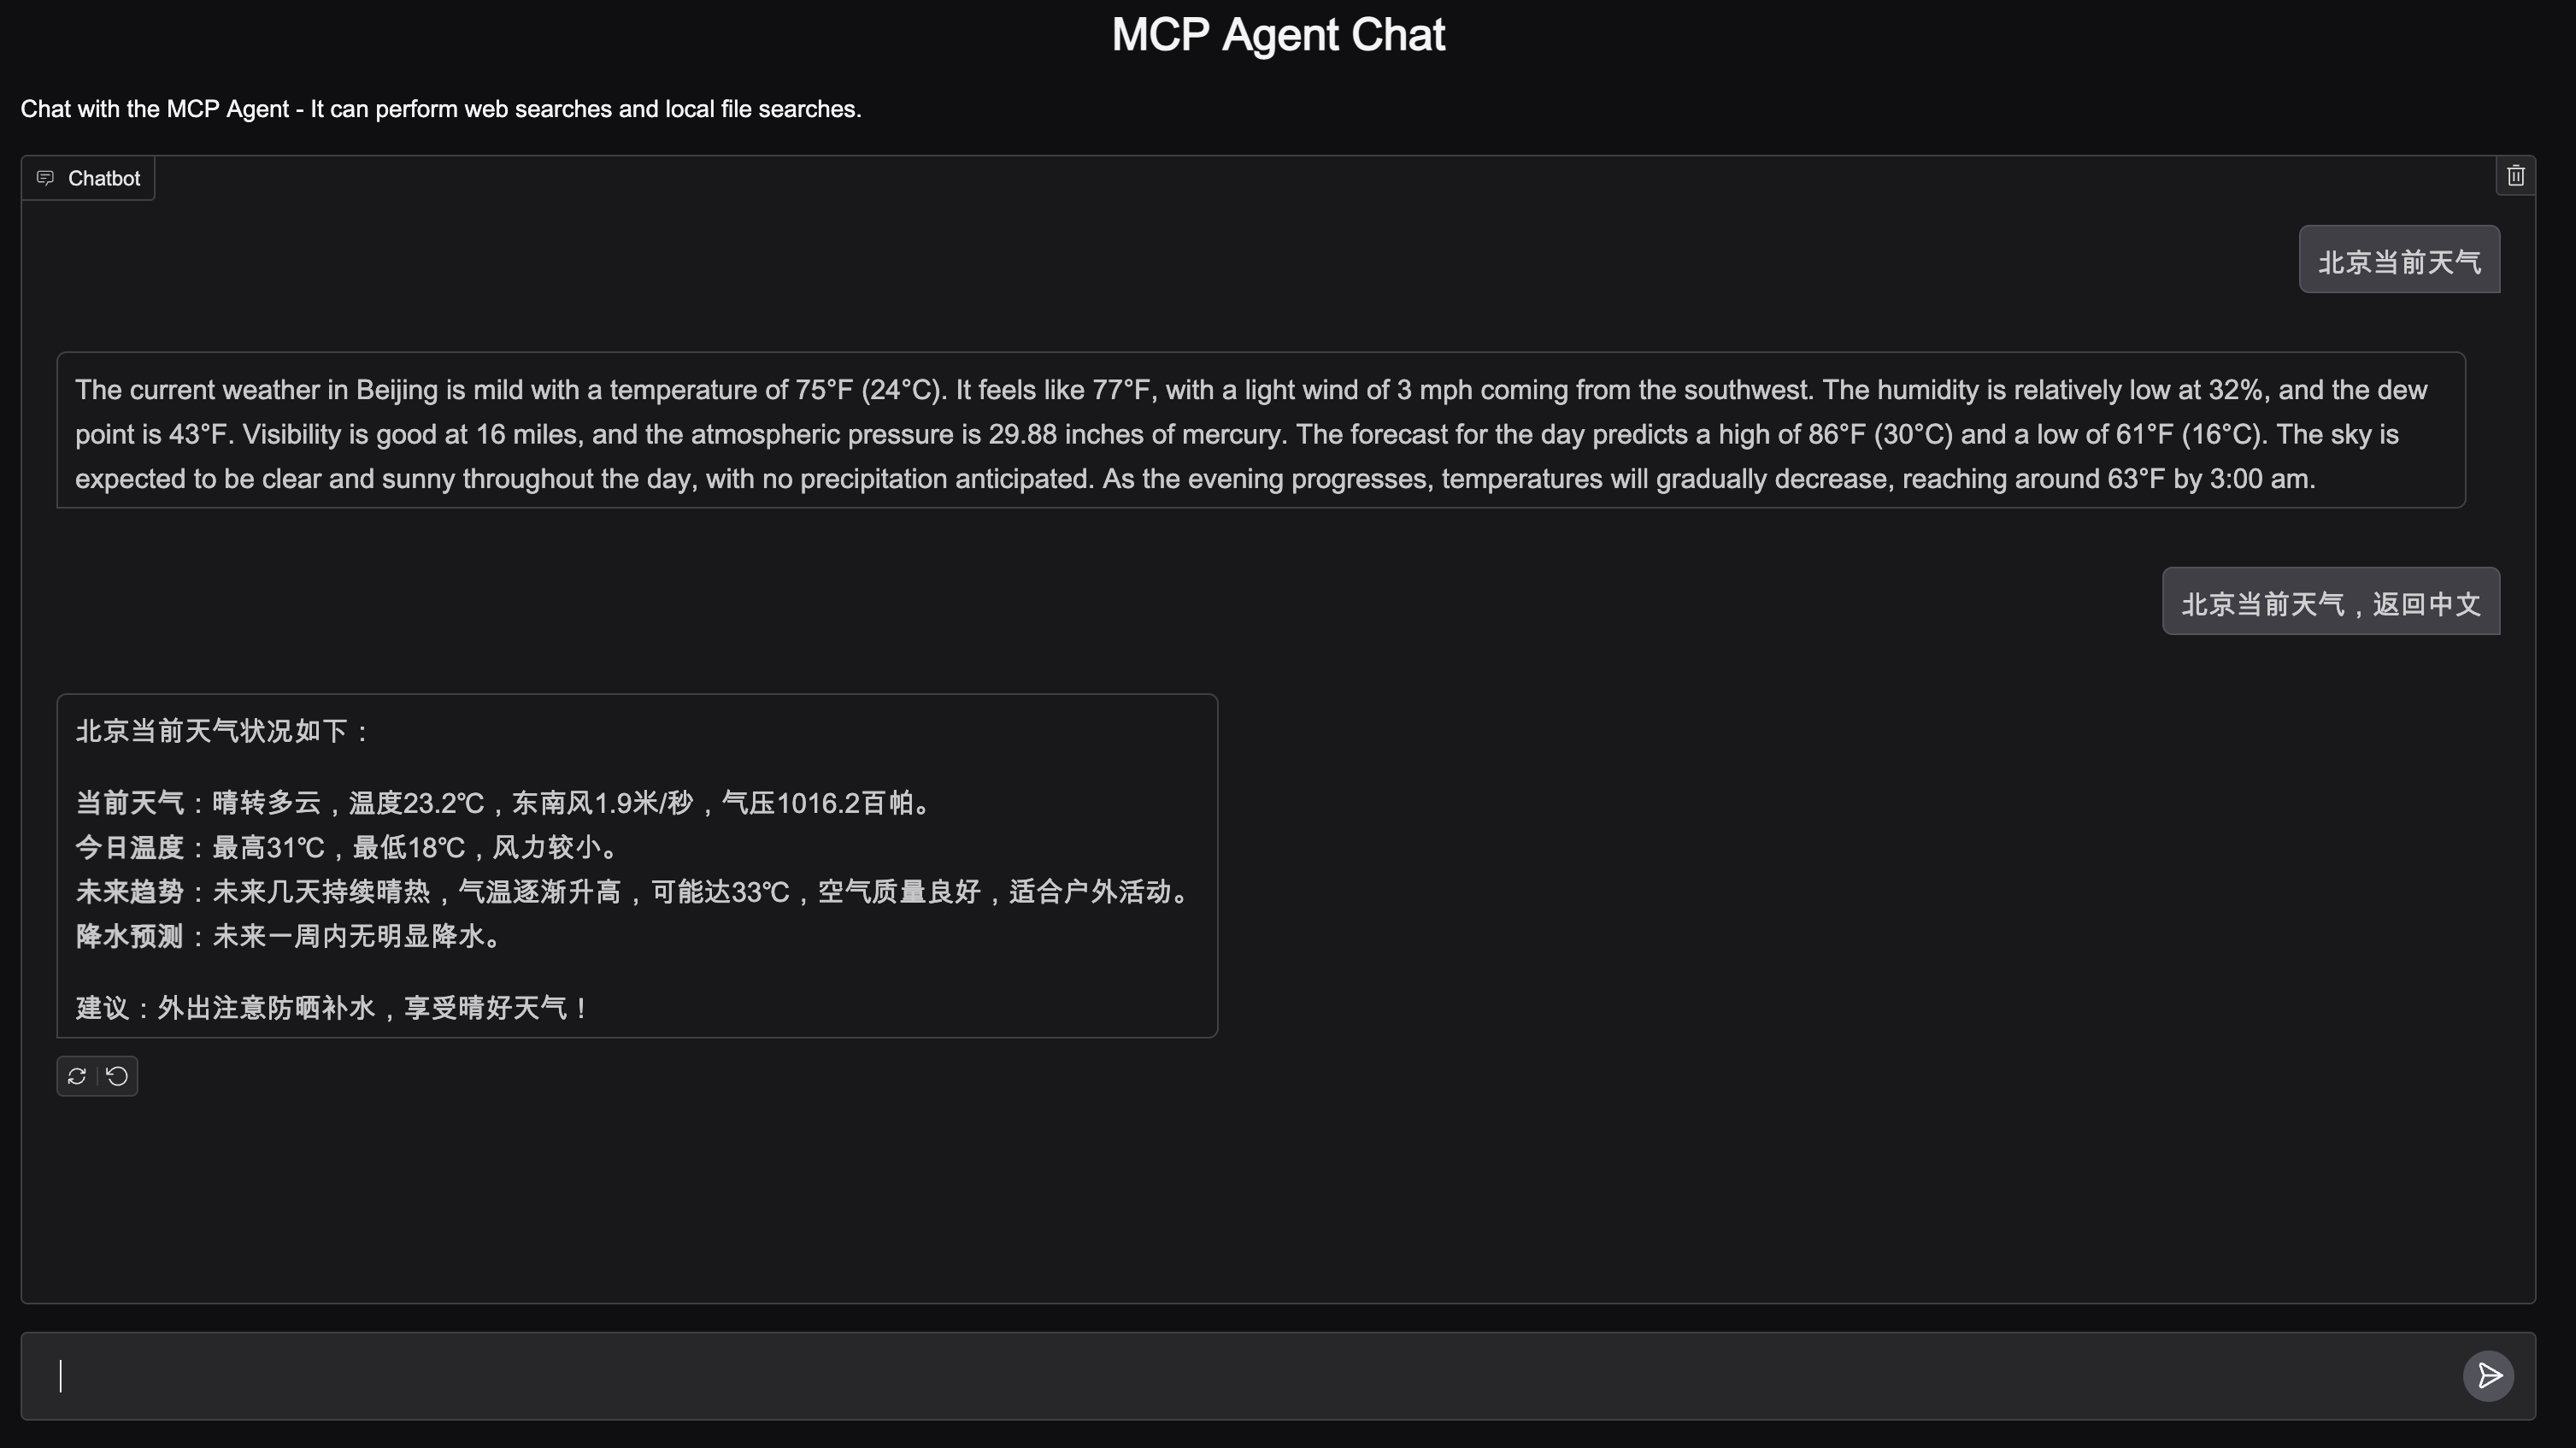 MCP Agent Chat
Chat with the MCP Agent - It can perform web searches and local file searches.
Chatbot
北京当前天气
The current weather in Beijing is mild with a temperature of 75°F (24°C). It feels like 77°F, with a light wind of 3 mph coming from the southwest. The humidity is relatively low at 32%, and the dew
point is 43°F. Visibility is good at 16 miles, and the atmospheric pressure is 29.88 inches of mercury. The forecast for the day predicts a high of 86°F (30°C) and a low of 61°F (16°C). The sky is
expected to be clear and sunny throughout the day, with no precipitation anticipated. As the evening progresses, temperatures will gradually decrease, reaching around 63°F by 3:00 am.
北京当前天气，返回中文
北京当前天气状况如下：
当前天气：晴转多云，温度23.2℃，东南风1.9米/秒，气压1016.2百帕。
今日温度：最高31℃，最低18℃，风力较小。
未来趋势：未来几天持续晴热，气温逐渐升高，可能达33℃，空气质量良好，适合户外活动。
降水预测：未来一周内无明显降水。
建议：外出注意防晒补水，享受晴好天气！